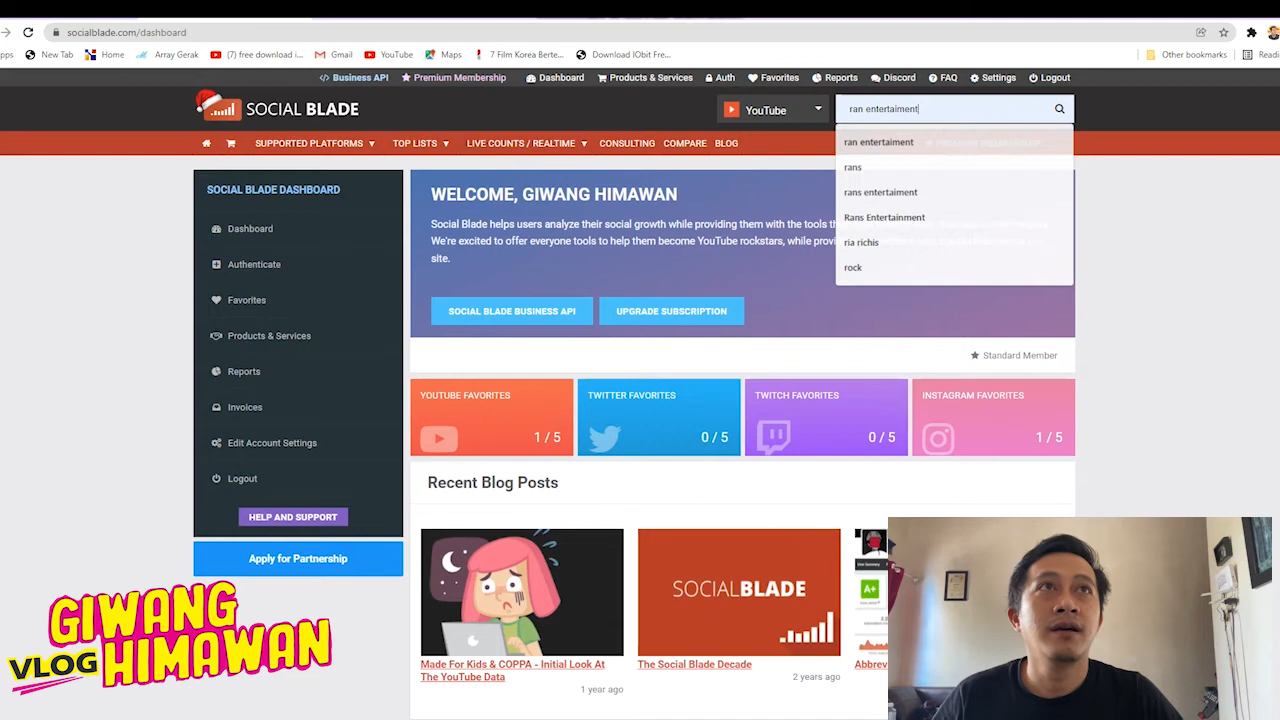 socialblade.com/dashboard
pps
New Tab
Home
Array Gerak
(7) free download i...
Gmail
YouTube
Maps
7 Film Korea Berte...
Download IObit Fre...
Other bookmarks
Readi
Business API
Premium Membership
Dashboard
Products & Services
Auth
Favorites
Reports
Discord
FAQ
Settings
Logout
SOCIAL BLADE
YouTube
ran entertaiment
ran entertaiment
rans
rans entertaiment
Rans Entertainment
ria richis
rock
SUPPORTED PLATFORMS
TOP LISTS
LIVE COUNTS / REALTIME
CONSULTING
COMPARE
BLOG
SOCIAL BLADE DASHBOARD
Dashboard
Authenticate
Favorites
Products & Services
Reports
Invoices
Edit Account Settings
Logout
HELP AND SUPPORT
Apply for Partnership
WELCOME, GIWANG HIMAWAN
Social Blade helps users analyze their social growth while providing them with the tools th
We're excited to offer everyone tools to help them become YouTube rockstars, while provi
site.
SOCIAL BLADE BUSINESS API
UPGRADE SUBSCRIPTION
Standard Member
YOUTUBE FAVORITES
1 / 5
TWITTER FAVORITES
0 / 5
TWITCH FAVORITES
0 / 5
INSTAGRAM FAVORITES
1 / 5
Recent Blog Posts
SOCIALBLADE
A+
Made For Kids & COPPA - Initial Look At
The YouTube Data
1 year ago
The Social Blade Decade
2 years ago
Abbrev
GIWANG
VLOG HIMAWAN